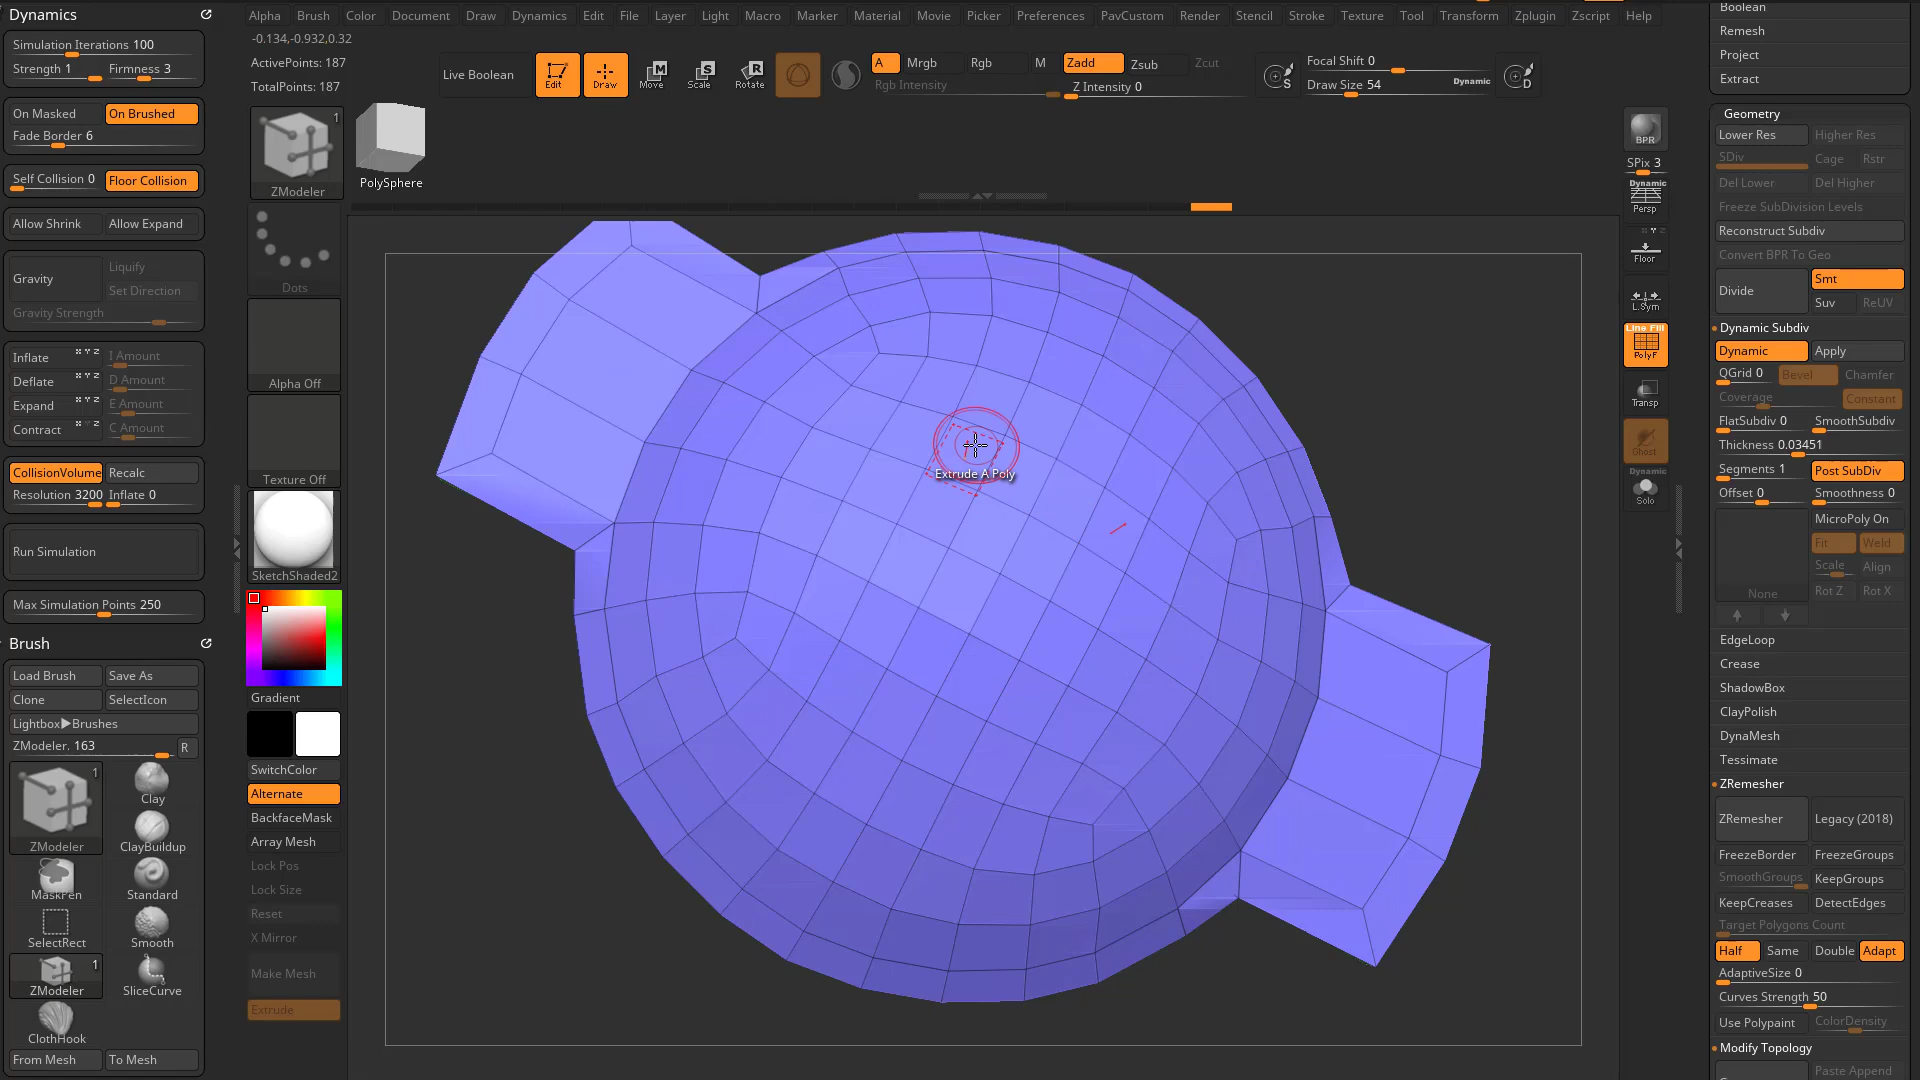 Dynamics
Simulation Iterations 100
Strength 1 Firmness 3
On Masked On Brushed
Fade Border 6
Self Collision 0 Floor Collision
Allow Shrink Allow Expand
Gravity Liquify
Set Direction
Gravity Strength
Inflate X Y Z I Amount
Deflate X Y Z D Amount
Expand X Y Z E Amount
Contract X Y Z C Amount
CollisionVolume Recalc
Resolution 3200 Inflate 0
Run Simulation
Max Simulation Points 250
Brush
Load Brush Save As
Clone SelectIcon
Lightbox▶Brushes
ZModeler. 163 R
1
ZModeler
Clay
ClayBuildup
MaskPen Standard
SelectRect Smooth
1
ZModeler SliceCurve
ClothHook
From Mesh To Mesh
Alpha Brush Color Document Draw Dynamics Edit File Layer Light Macro Marker Material Movie Picker Preferences PavCustom Render Stencil Stroke Texture Tool Transform Zplugin Zscript Help
-0.134,-0.932,0.32
ActivePoints: 187
TotalPoints: 187
Live Boolean Edit Draw Move Scale Rotate
M S R
A Mrgb Rgb M Zadd Zsub Zcut
Rgb Intensity Z Intensity 0
S Focal Shift 0
Draw Size 54 Dynamic D
1
ZModeler
PolySphere
Dots
Alpha Off
Texture Off
SketchShaded2
Gradient
SwitchColor
Alternate
BackfaceMask
Array Mesh
Lock Pos
Lock Size
Reset
X Mirror
Make Mesh
Extrude
Extrude A Poly
BPR
SPix 3
Dynamic
Persp
Floor
L.Sym
Line Fill
PolyF
Transp
Ghost
Dynamic
Solo
Boolean
Remesh
Project
Extract
Geometry
Lower Res Higher Res
SDiv Cage Rstr
Del Lower Del Higher
Freeze SubDivision Levels
Reconstruct Subdiv
Convert BPR To Geo
Divide Smt
Suv ReUV
Dynamic Subdiv
Dynamic Apply
QGrid 0 Bevel Chamfer
Coverage Constant
FlatSubdiv 0 SmoothSubdiv
Thickness 0.03451
Segments 1 Post SubDiv
Offset 0 Smoothness 0
MicroPoly On
Fit Weld
Scale Align
None Rot Z Rot X
EdgeLoop
Crease
ShadowBox
ClayPolish
DynaMesh
Tessimate
ZRemesher
ZRemesher Legacy (2018)
FreezeBorder FreezeGroups
SmoothGroups KeepGroups
KeepCreases DetectEdges
Target Polygons Count
Half Same Double Adapt
AdaptiveSize 0
Curves Strength 50
Use Polypaint ColorDensity
Modify Topology
Paste Append